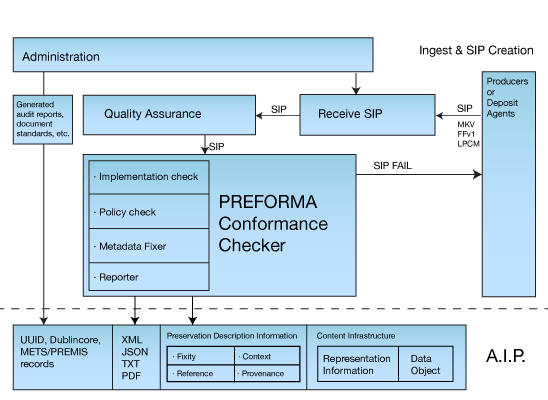 Ingest & SIP Creation
Administration
Producers
or
Deposit
Agents
Generated
audit reports,
document
standards, etc.
Quality Assurance
SIP
Receive SIP
SIP
MKV
FFv1
LPCM
SIP
SIP FAIL
· Implementation check
· Policy check
· Metadata Fixer
· Reporter
PREFORMA
Conformance
Checker
UUID, Dublincore,
METS/PREMIS
records
XML
JSON
TXT
PDF
Preservation Description Information
· Fixity
· Context
· Reference
· Provenance
Content Infrastructure
Representation
Information
Data
Object
A.I.P.